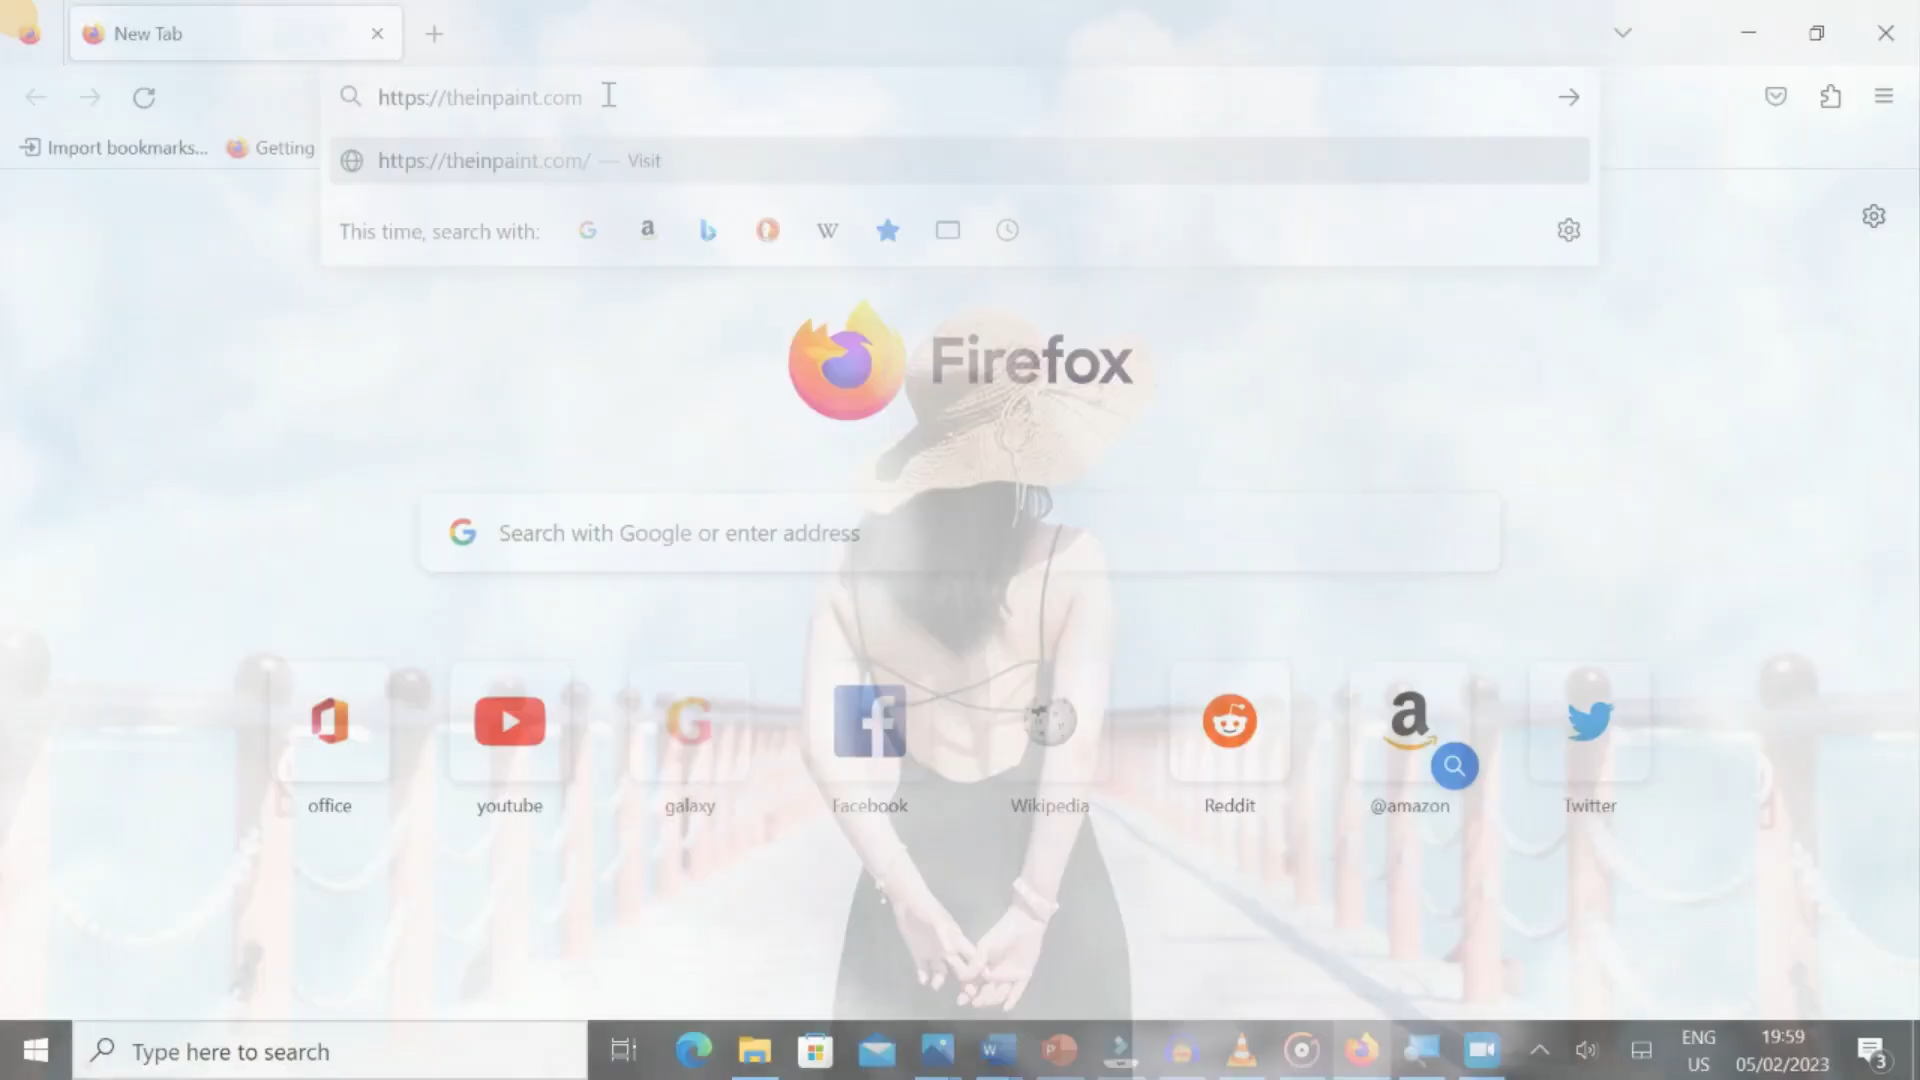 New Tab
https://theinpaint.com
Import bookmarks... Getting
https://theinpaint.com/ — Visit
This time, search with:
Firefox
Search with Google or enter address
office youtube galaxy Facebook Wikipedia Reddit @amazon Twitter
Type here to search
ENG
US
19:59
05/02/2023
3